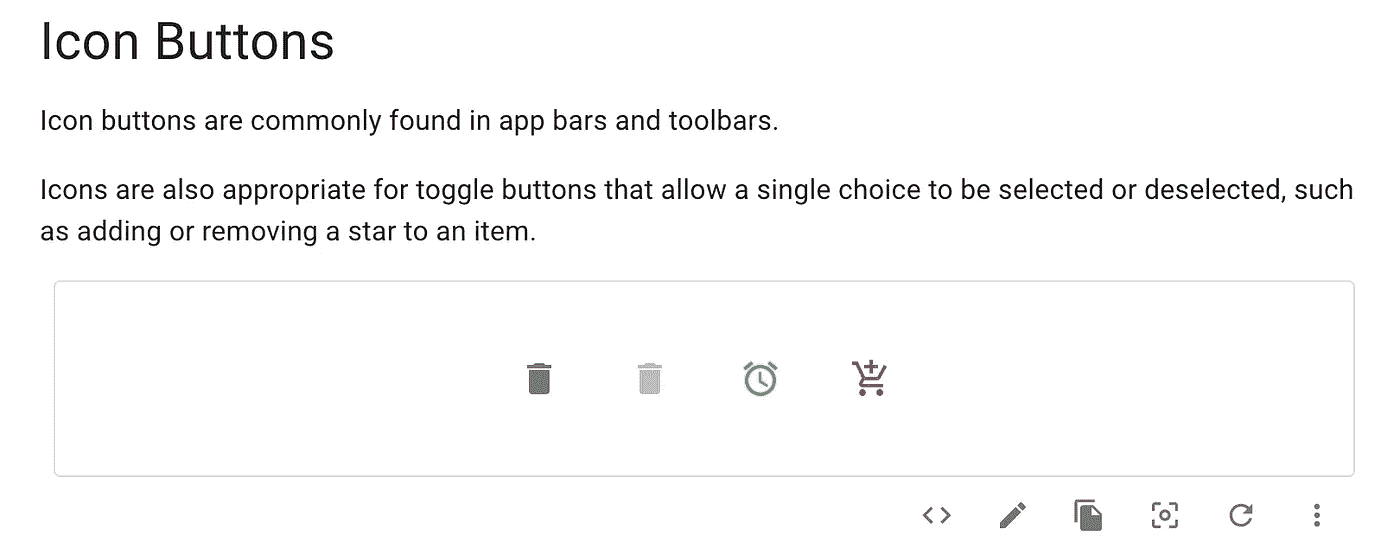 Icon Buttons
Icon buttons are commonly found in app bars and toolbars.
Icons are also appropriate for toggle buttons that allow a single choice to be selected or deselected, such
as adding or removing a star to an item.